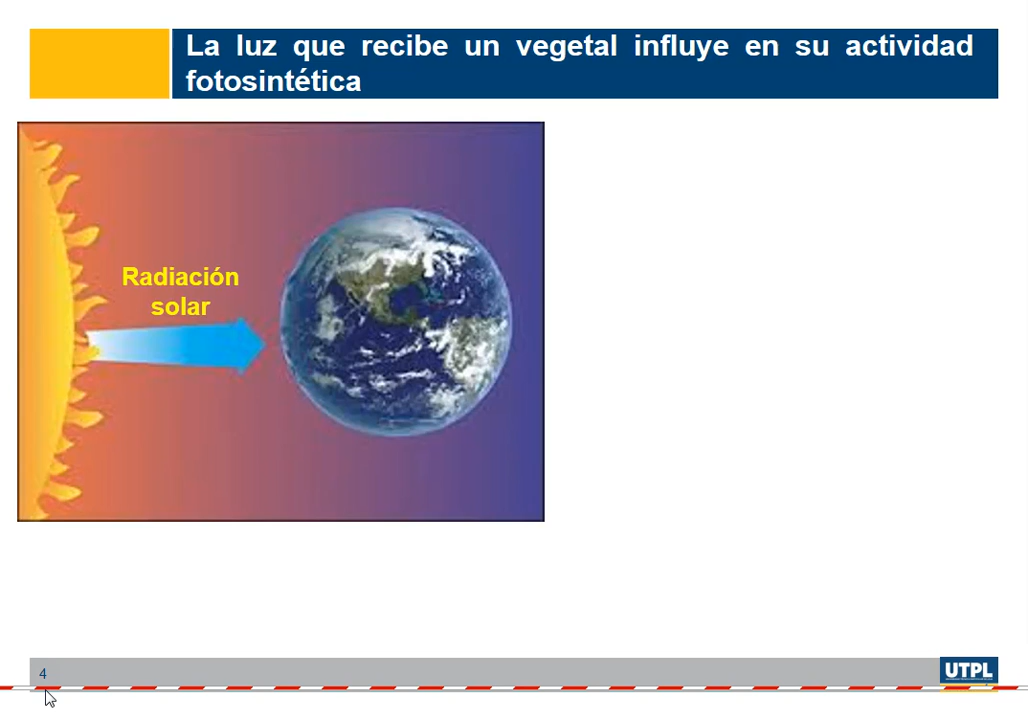 La luz que recibe un vegetal influye en su actividad
fotosintética
Radiación
solar
4
UTPL